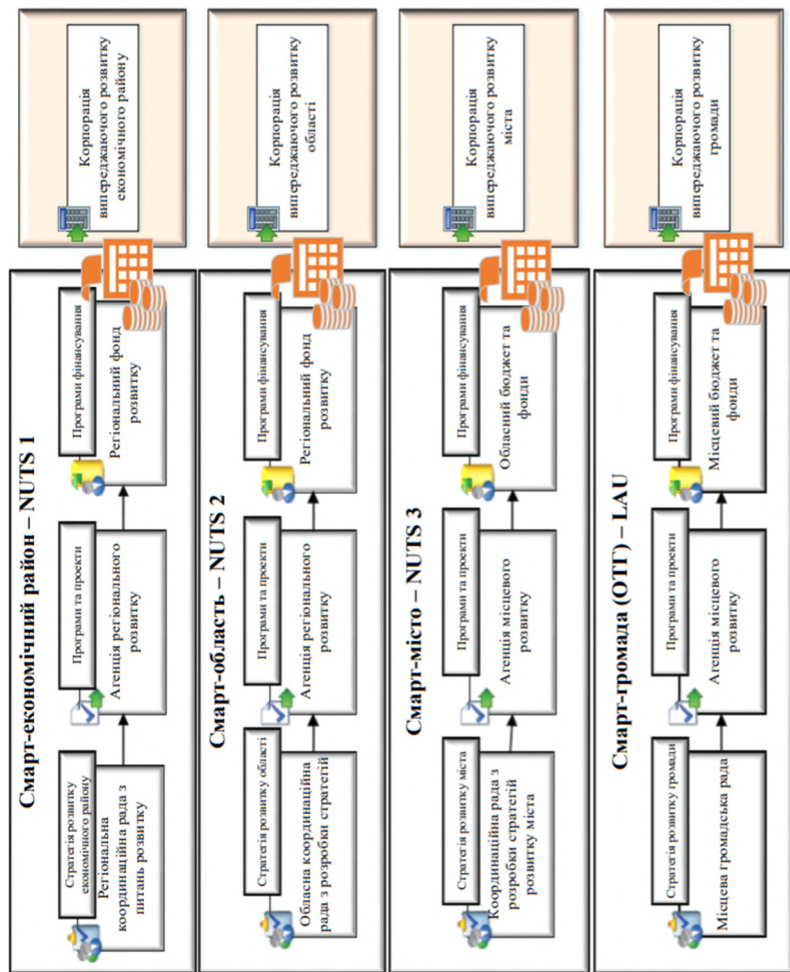 Смарт-економічний район – NUTS 1
Стратегія розвитку
економічного району
Регіональна
координаційна рада з
питань розвитку
Програми та проекти
Агенція регіонального
розвитку
Програми фінансування
Регіональний фонд
розвитку
Корпорація
випереджаючого розвитку
економічного району
Смарт-область – NUTS 2
Стратегія розвитку області
Обласна координаційна
рада з розробки стратегій
Програми та проекти
Агенція регіонального
розвитку
Програми фінансування
Регіональний фонд
розвитку
Корпорація
випереджаючого розвитку
області
Смарт-місто – NUTS 3
Стратегія розвитку міста
Координаційна рада з
розробки стратегій
розвитку міста
Програми та проекти
Агенція місцевого
розвитку
Програми фінансування
Обласний бюджет та
фонди
Корпорація
випереджаючого розвитку
міста
Смарт-громада (ОТГ) – LAU
Стратегія розвитку громади
Місцева громадська рада
Програми та проекти
Агенція місцевого
розвитку
Програми фінансування
Місцевий бюджет та
фонди
Корпорація
випереджаючого розвитку
громади